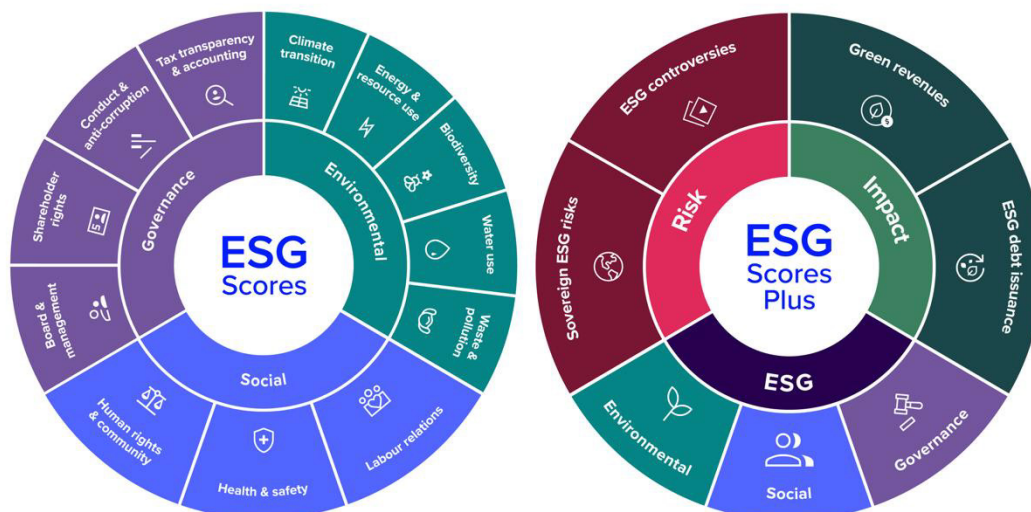 ESG
Scores
Governance
Environmental
Social
Tax transparency
& accounting
Conduct &
anti-corruption
Shareholder
rights
Board &
management
Climate
transition
Energy &
resource use
Biodiversity
Water use
Waste &
pollution
Labour relations
Health & safety
Human rights
& community
ESG
Scores
Plus
Risk
Impact
ESG
ESG controversies
Sovereign ESG risks
Green revenues
$
ESG debt issuance
Environmental
Social
Governance